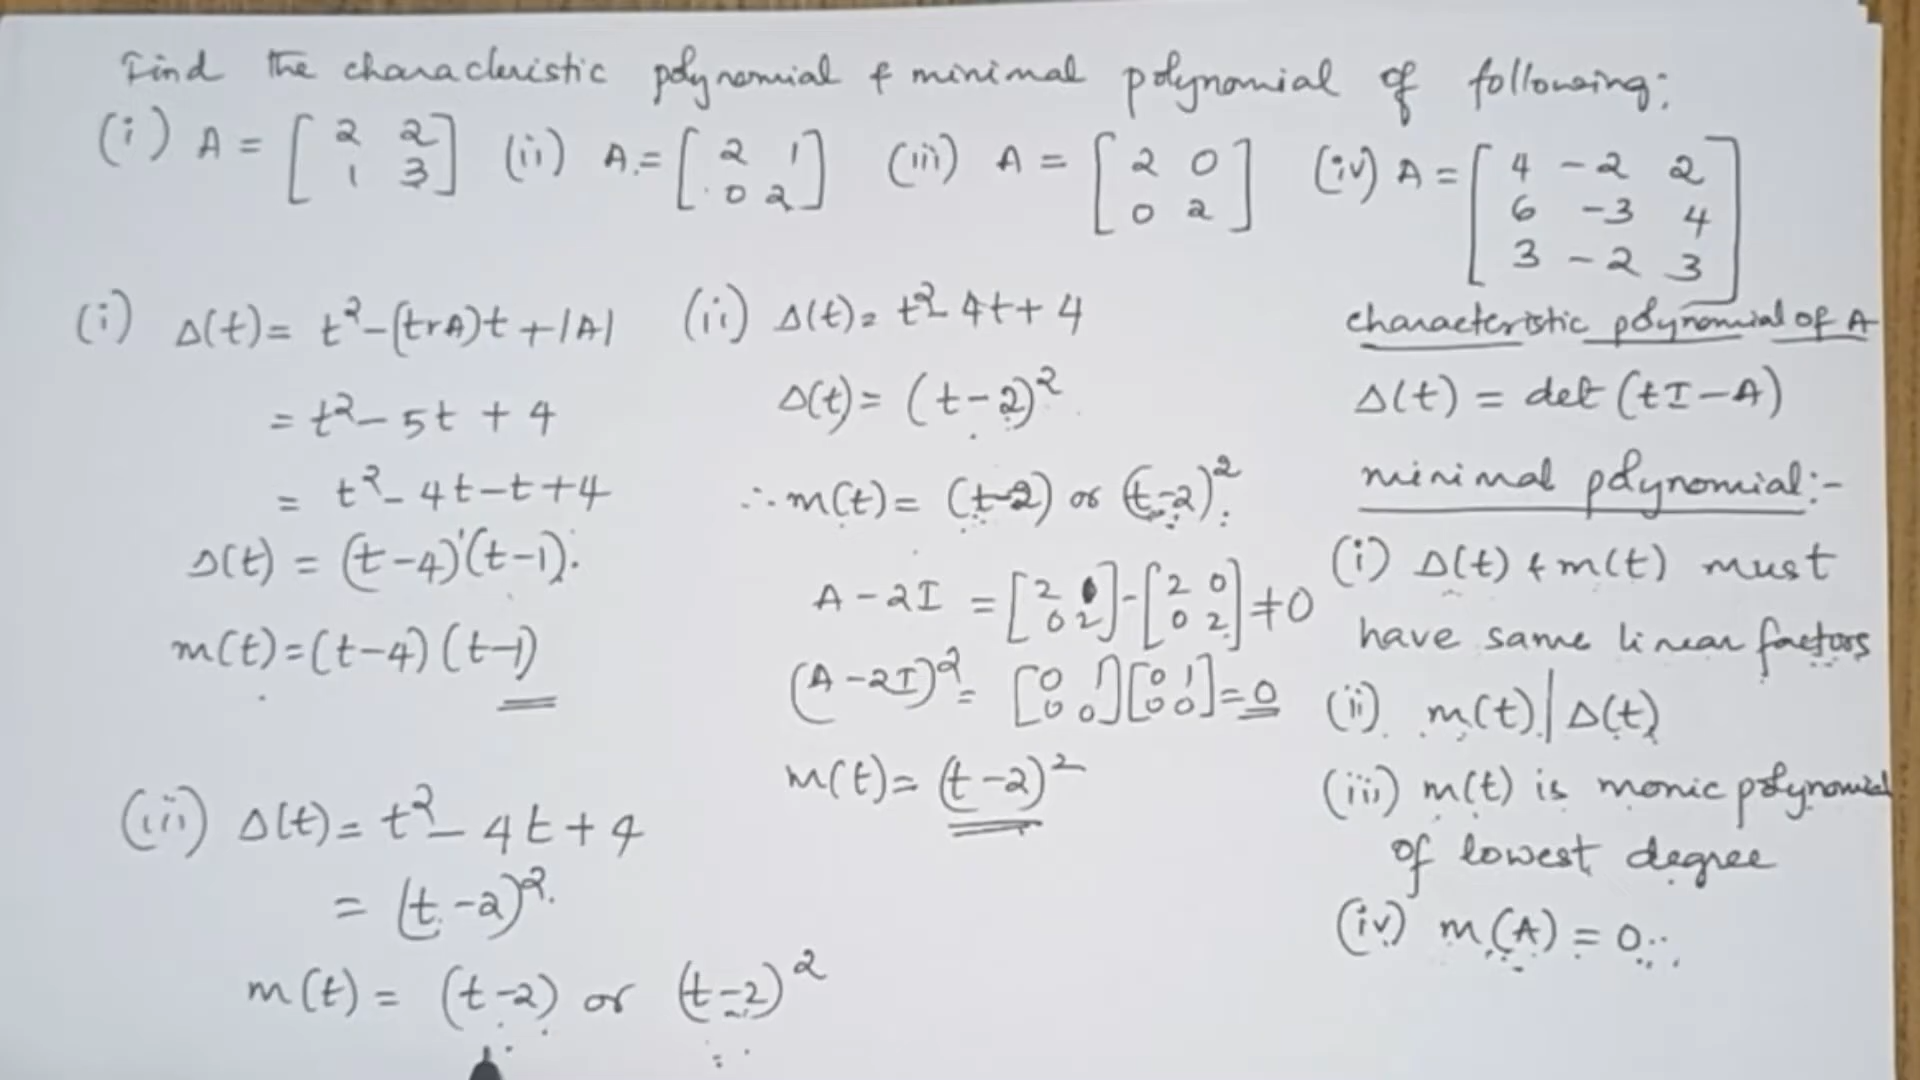 Find the characteristic polynomial & minimal polynomial of following:
(i) A = [2 2 (ii) A = [2 1] (iii) A = [2 0] (iv) A = [4 -2 2
1 3] 0 2] 0 2] 6 -3 4
3 -2 3]
(i) Δ(t) = t² - (trA)t + |A|
= t² - 5t + 4
= t² - 4t - t + 4
Δ(t) = (t-4)'(t-1).
m(t) = (t-4)(t-1)
(ii) Δ(t) = t² 4t + 4
Δ(t) = (t-2)²
∴ m(t) = (t-2) or (t-2)².
A - 2I = [2 0 2] - [2 0
0 2] ≠ 0
(A - 2I)² = [0 1
0 0][0 1
0 0] = 0
m(t) = (t-2)²
(iii) Δ(t) = t² - 4t + 4
= (t-2)².
m(t) = (t-2) or (t-2)²
characteristic polynomial of A
Δ(t) = det (tI - A)
minimal polynomial:-
(i) Δ(t) & m(t) must
have same linear factors
(ii) m(t) | Δ(t)
(iii) m(t) is monic polynomial
of lowest degree
(iv) m(A) = 0